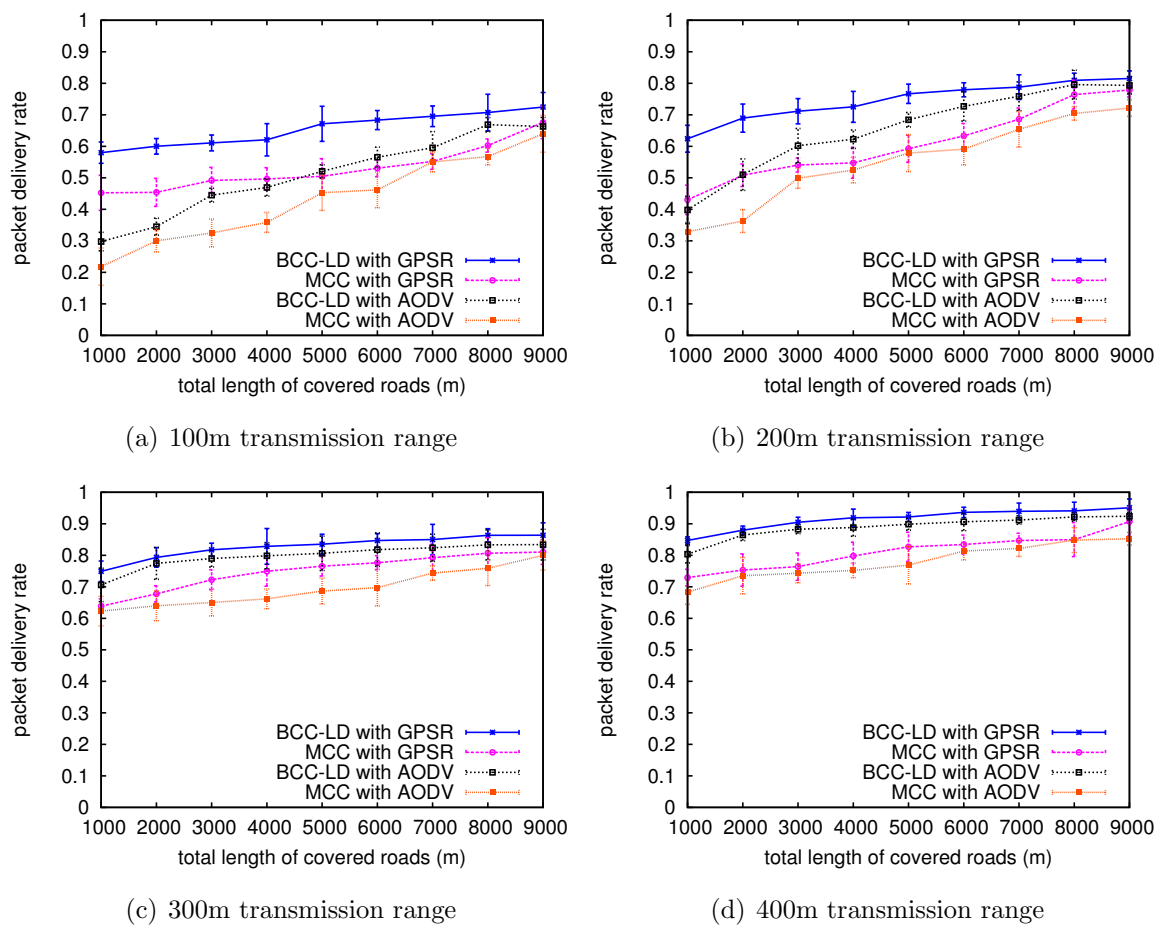 1
0.9
0.8
0.7
0.6
0.5
0.4
0.3
0.2
0.1
0
packet delivery rate
BCC-LD with GPSR
MCC with GPSR
BCC-LD with AODV
MCC with AODV
1000 2000 3000 4000 5000 6000 7000 8000 9000
total length of covered roads (m)
(a) 100m transmission range
1
0.9
0.8
0.7
0.6
0.5
0.4
0.3
0.2
0.1
0
packet delivery rate
BCC-LD with GPSR
MCC with GPSR
BCC-LD with AODV
MCC with AODV
1000 2000 3000 4000 5000 6000 7000 8000 9000
total length of covered roads (m)
(b) 200m transmission range
1
0.9
0.8
0.7
0.6
0.5
0.4
0.3
0.2
0.1
0
packet delivery rate
BCC-LD with GPSR
MCC with GPSR
BCC-LD with AODV
MCC with AODV
1000 2000 3000 4000 5000 6000 7000 8000 9000
total length of covered roads (m)
(c) 300m transmission range
1
0.9
0.8
0.7
0.6
0.5
0.4
0.3
0.2
0.1
0
packet delivery rate
BCC-LD with GPSR
MCC with GPSR
BCC-LD with AODV
MCC with AODV
1000 2000 3000 4000 5000 6000 7000 8000 9000
total length of covered roads (m)
(d) 400m transmission range